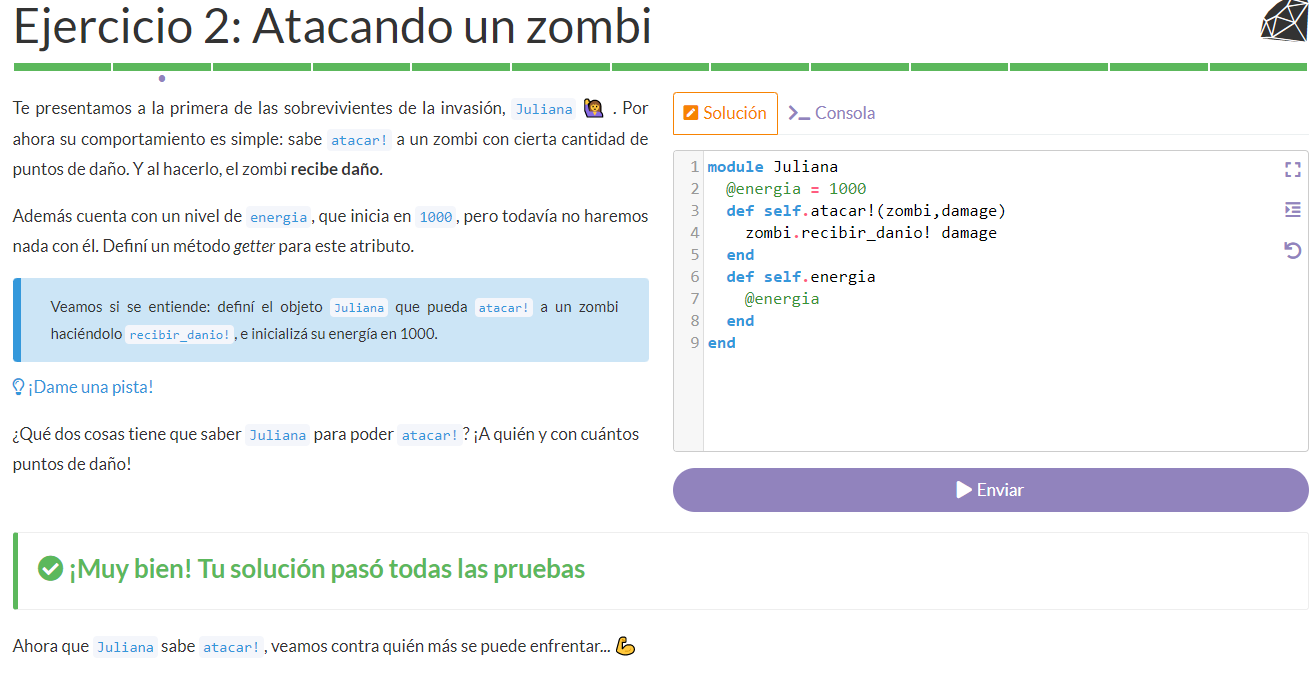 Ejercicio 2: Atacando un zombi
Te presentamos a la primera de las sobrevivientes de la invasión, Juliana 🙋 . Por
ahora su comportamiento es simple: sabe atacar! a un zombi con cierta cantidad de
puntos de daño. Y al hacerlo, el zombi recibe daño.
Además cuenta con un nivel de energia, que inicia en 1000, pero todavía no haremos
nada con él. Definí un método getter para este atributo.
Veamos si se entiende: definí el objeto Juliana que pueda atacar! a un zombi
haciéndolo recibir_danio!, e inicializá su energía en 1000.
¡Dame una pista!
¿Qué dos cosas tiene que saber Juliana para poder atacar!? ¡A quién y con cuántos
puntos de daño!
Solución
Consola
1 module Juliana
2   @energia = 1000
3   def self.atacar!(zombi,damage)
4     zombi.recibir_danio! damage
5   end
6   def self.energia
7     @energia
8   end
9 end
Enviar
¡Muy bien! Tu solución pasó todas las pruebas
Ahora que Juliana sabe atacar!, veamos contra quién más se puede enfrentar... 💪